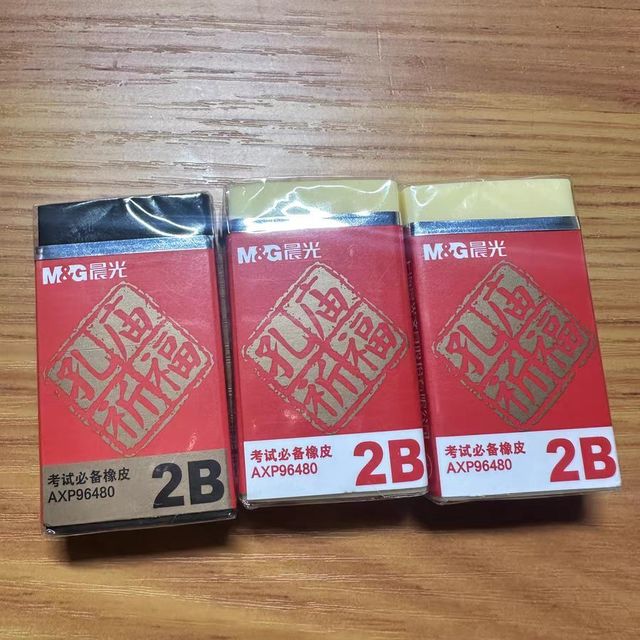 M&G晨光
孔庙
祈福
考试必备橡皮
AXP96480
2B
M&G晨光
孔庙
祈福
考试必备橡皮
AXP96480
2B
M&G晨光
孔庙
祈福
考试必备橡皮
AXP96480
2B